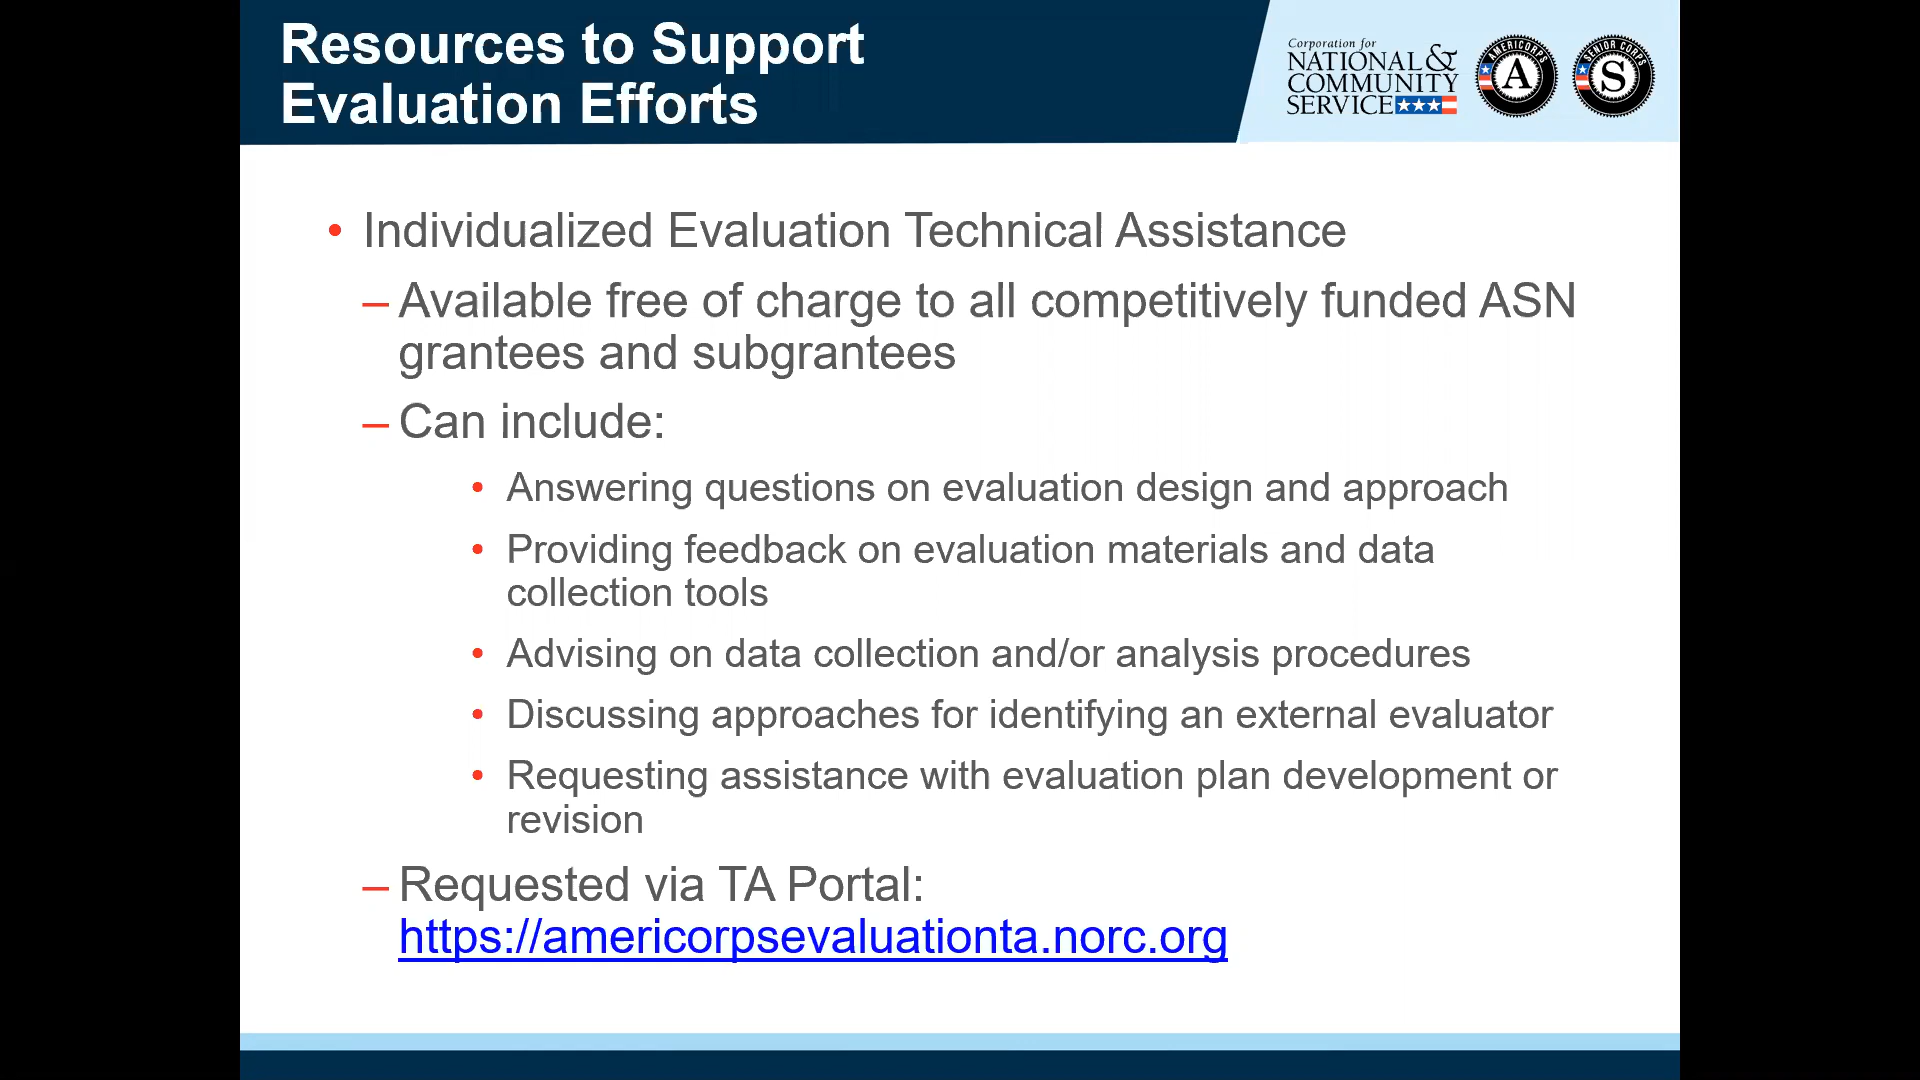 Resources to Support
Evaluation Efforts
Corporation for
NATIONAL &
COMMUNITY
SERVICE
AMERICORPS
A
SENIOR CORPS
S
• Individualized Evaluation Technical Assistance
– Available free of charge to all competitively funded ASN
grantees and subgrantees
– Can include:
• Answering questions on evaluation design and approach
• Providing feedback on evaluation materials and data
collection tools
• Advising on data collection and/or analysis procedures
• Discussing approaches for identifying an external evaluator
• Requesting assistance with evaluation plan development or
revision
– Requested via TA Portal:
https://americorpsevaluationta.norc.org